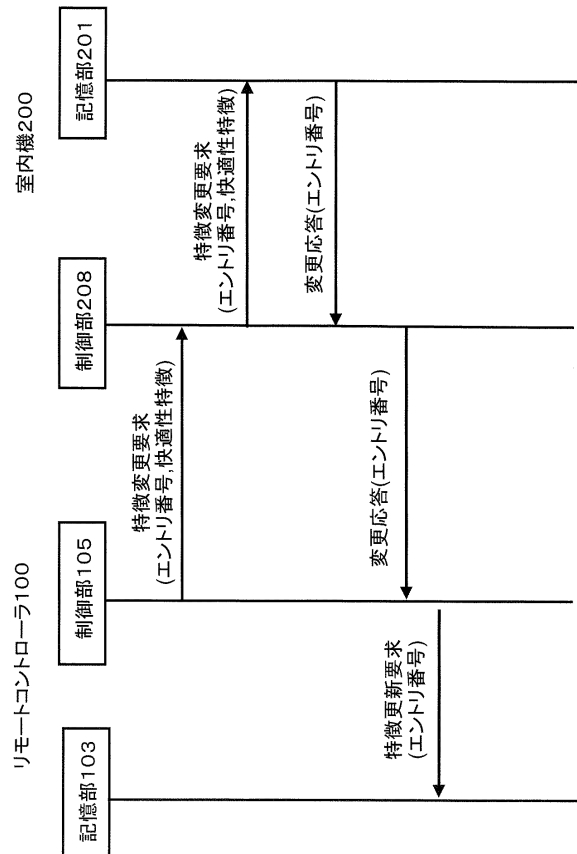 リモートコントローラ100
室内機200
記憶部103
制御部105
制御部208
記憶部201
特徴変更要求
(エントリ番号,快適性特徴)
特徴変更要求
(エントリ番号,快適性特徴)
変更応答(エントリ番号)
変更応答(エントリ番号)
特徴更新要求
(エントリ番号)